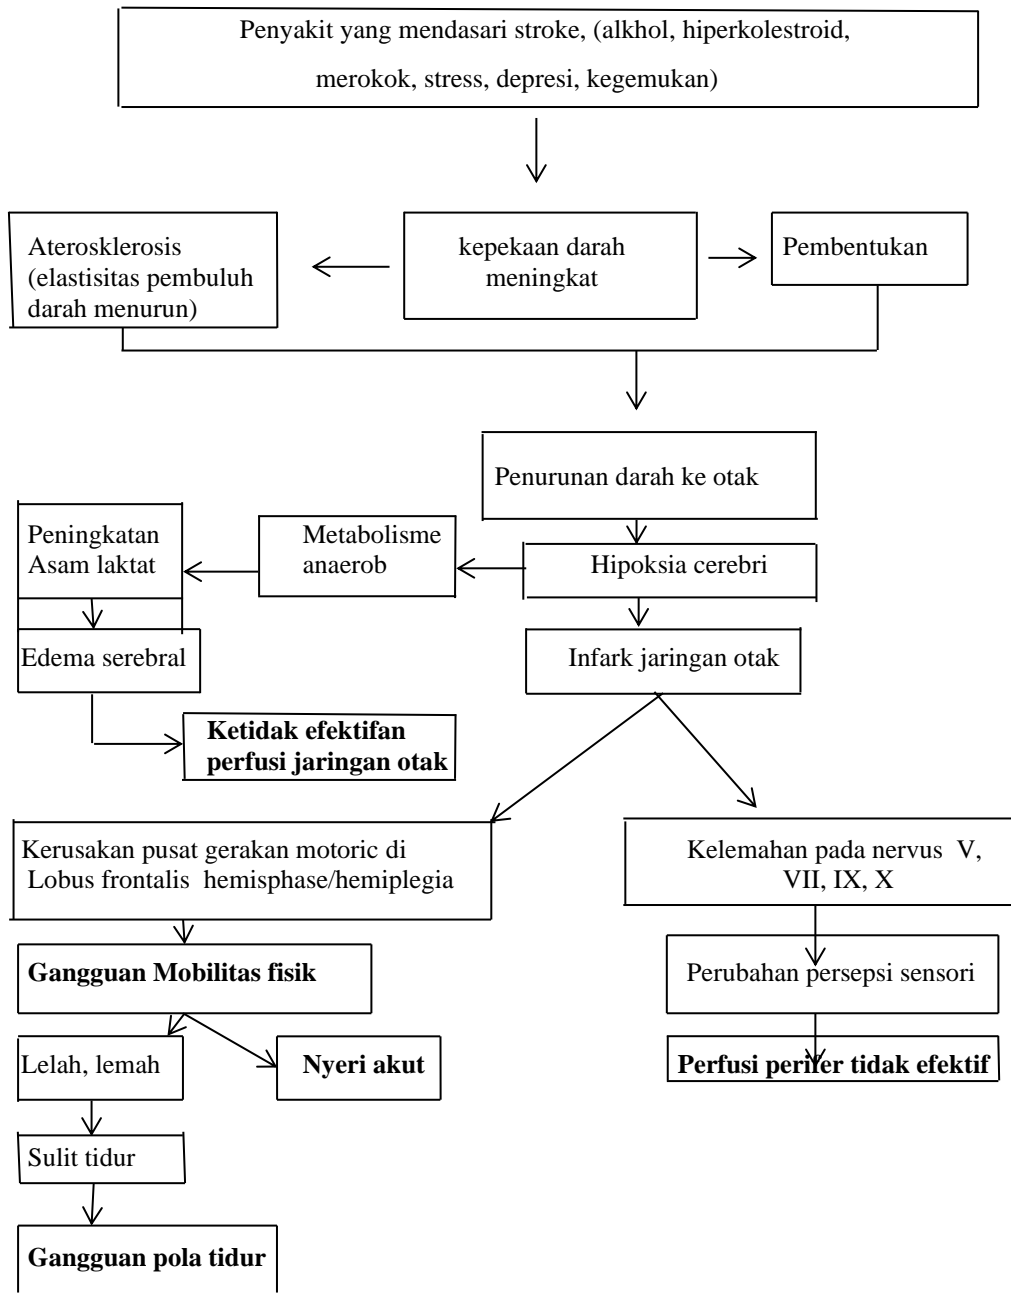 Penyakit yang mendasari stroke, (alkhol, hiperkolestroid,
merokok, stress, depresi, kegemukan)
Aterosklerosis
(elastisitas pembuluh
darah menurun)
kepekaan darah
meningkat
Pembentukan
Penurunan darah ke otak
Peningkatan
Asam laktat
Metabolisme
anaerob
Hipoksia cerebri
Edema serebral
Infark jaringan otak
Ketidak efektifan
perfusi jaringan otak
Kerusakan pusat gerakan motoric di
Lobus frontalis hemisphase/hemiplegia
Kelemahan pada nervus V,
VII, IX, X
Gangguan Mobilitas fisik
Perubahan persepsi sensori
Lelah, lemah
Nyeri akut
Perfusi perifer tidak efektif
Sulit tidur
Gangguan pola tidur